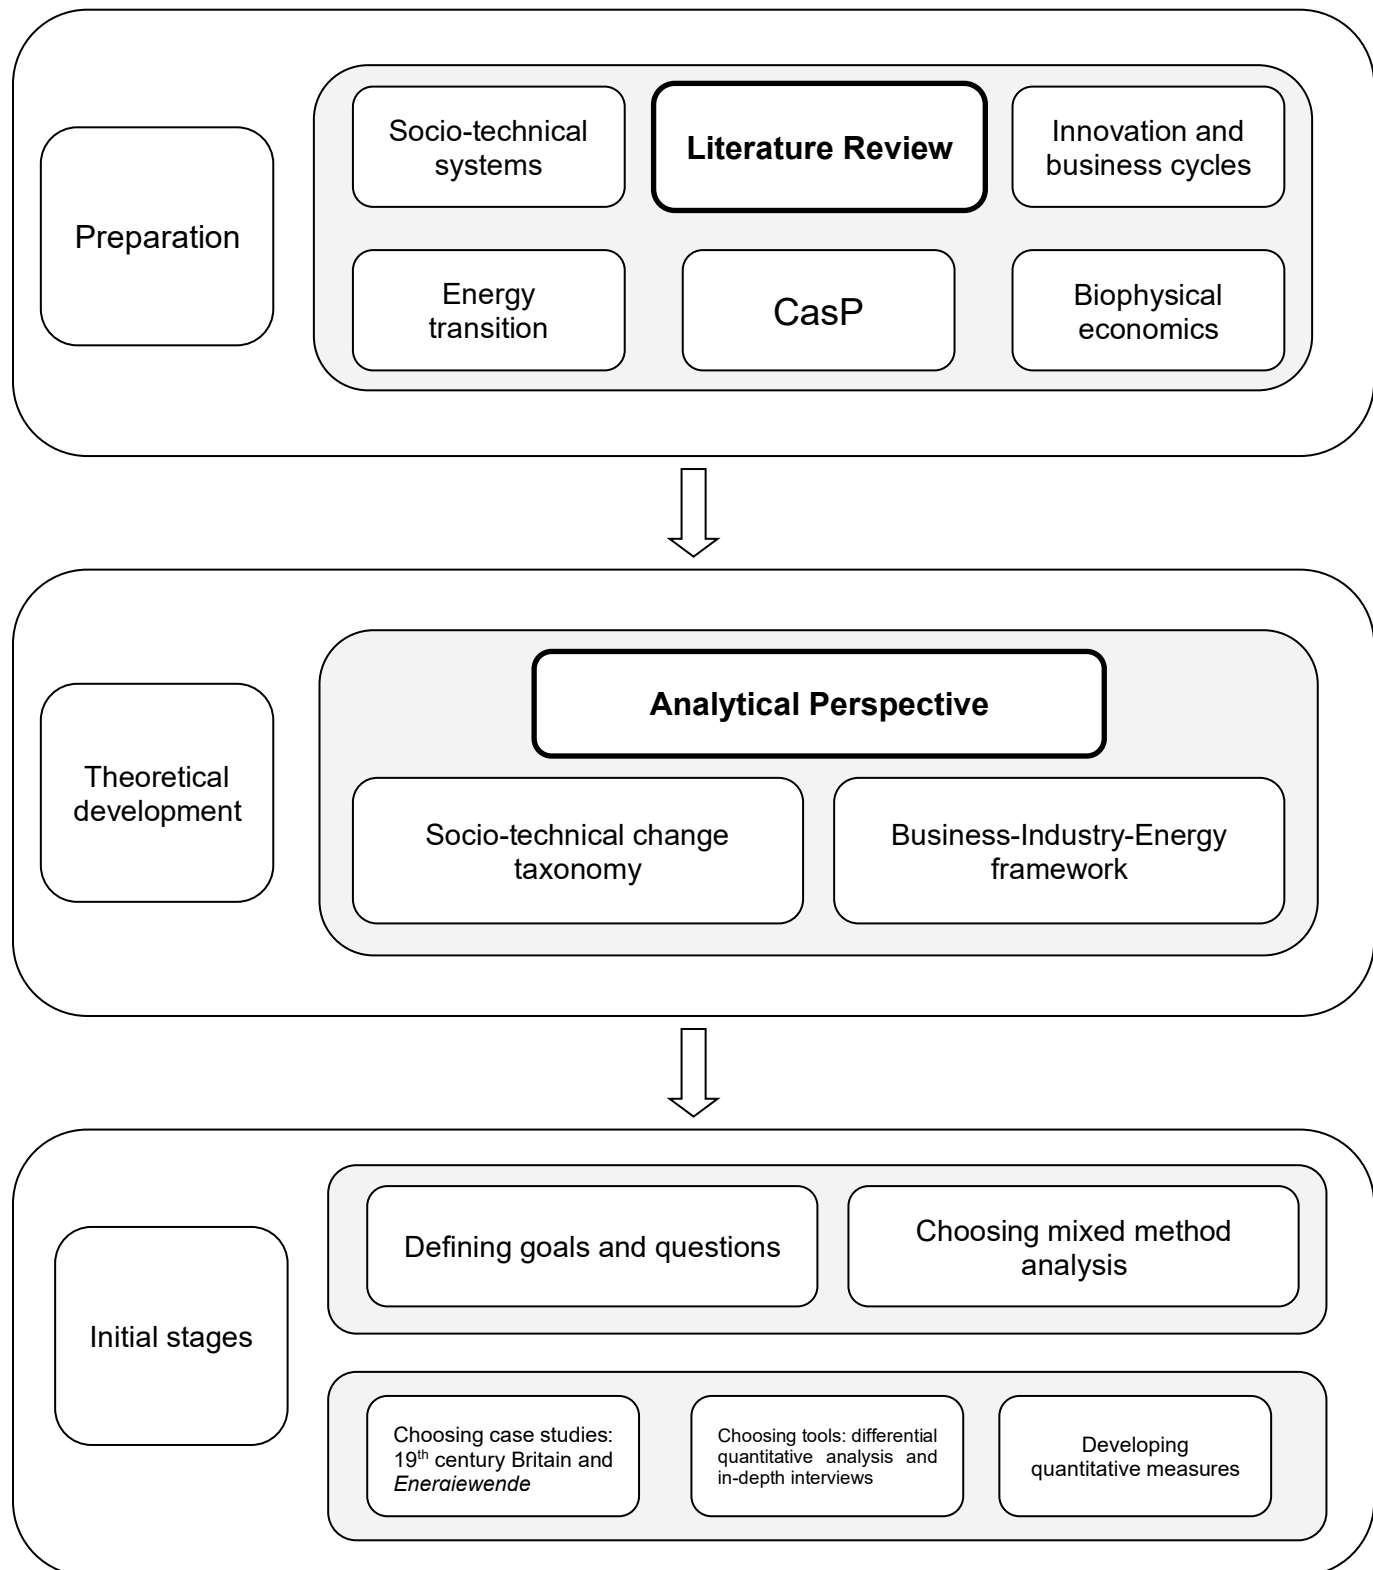 Preparation
Socio-technical
systems
Literature Review
Innovation and
business cycles
Energy
transition
CasP
Biophysical
economics
Theoretical
development
Analytical Perspective
Socio-technical change
taxonomy
Business-Industry-Energy
framework
Initial stages
Defining goals and questions
Choosing mixed method
analysis
Choosing case studies:
19th century Britain and
Energiewende
Choosing tools: differential
quantitative analysis and
in-depth interviews
Developing
quantitative measures